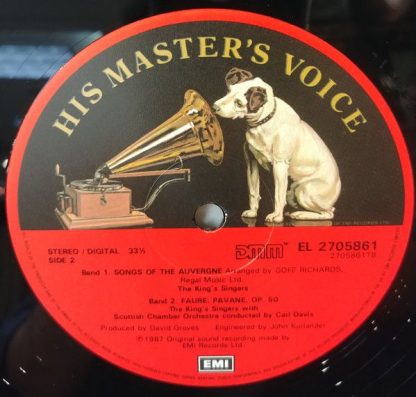 HIS MASTER'S VOICE
STEREO / DIGITAL 33⅓
SIDE 2
DMM
EL 2705861
2705861 B
Band 1. SONGS OF THE AUVERGNE Arranged by GOFF RICHARDS,
Regal Music Ltd.
The King's Singers
Band 2. FAURE: PAVANE, OP. 50
The King's Singers with
Scottish Chamber Orchestra conducted by Carl Davis
Produced by David Groves Engineered by John Kurlander
℗1987 Original sound recording made by
EMI Records Ltd.
EMI